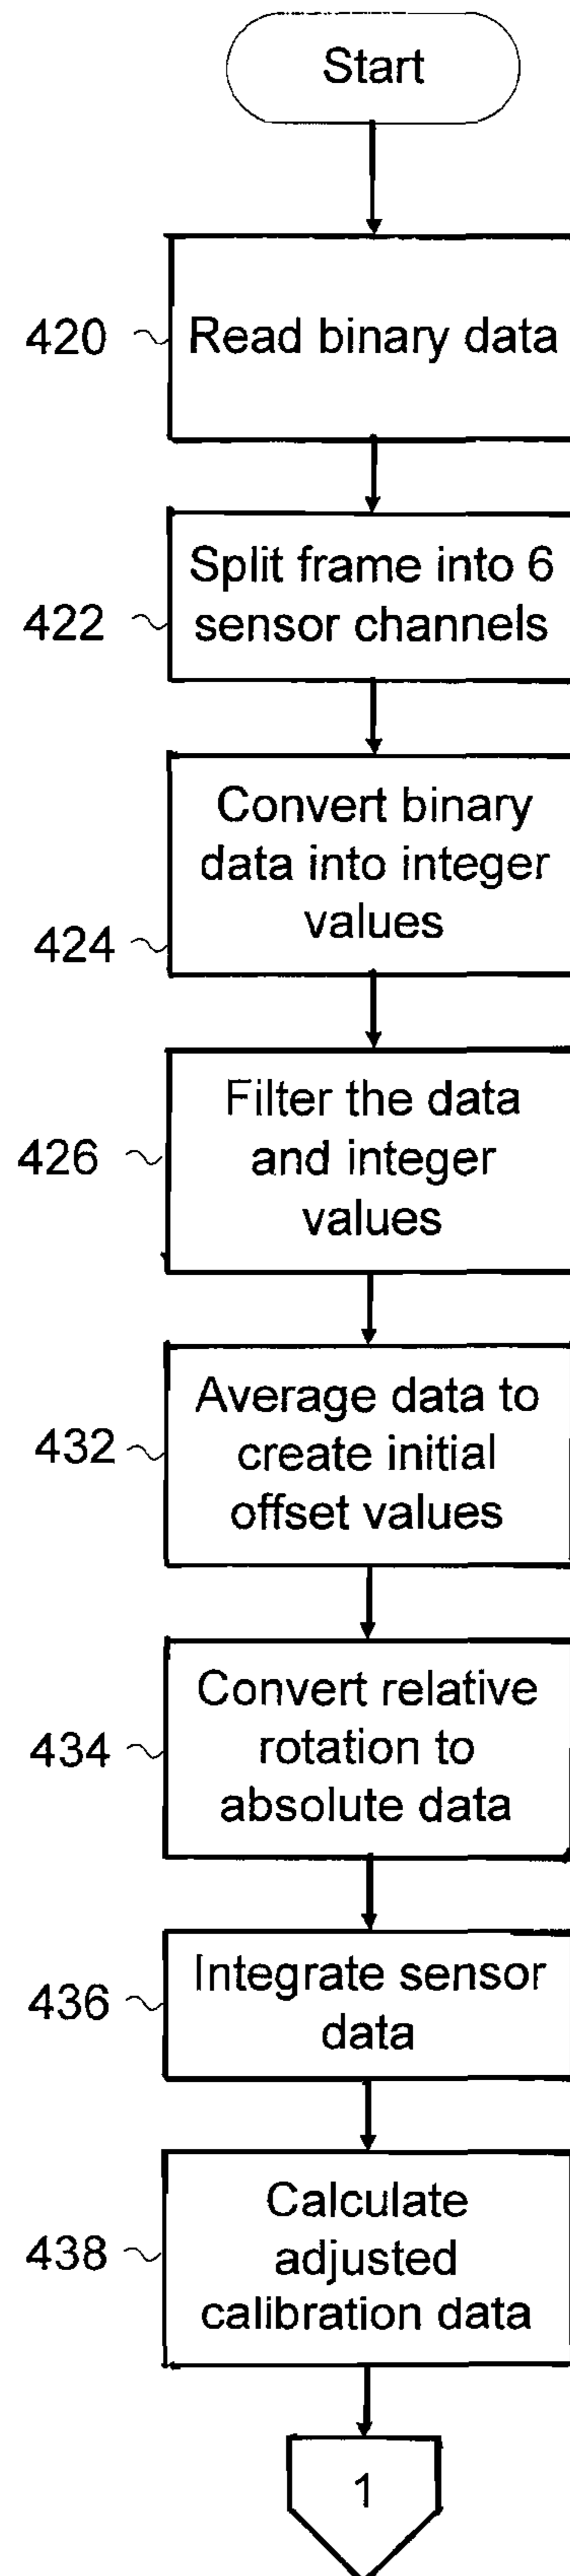 Start
420
Read binary data
Split frame into 6
422
sensor channels
Convert binary
data into integer
values
424
Filter the data
426
and integer
values
Average data to
432
create initial
offset values
Convert relative
434
rotation to
absolute data
Integrate sensor
436
data
Calculate
438
adjusted
calibration data
1